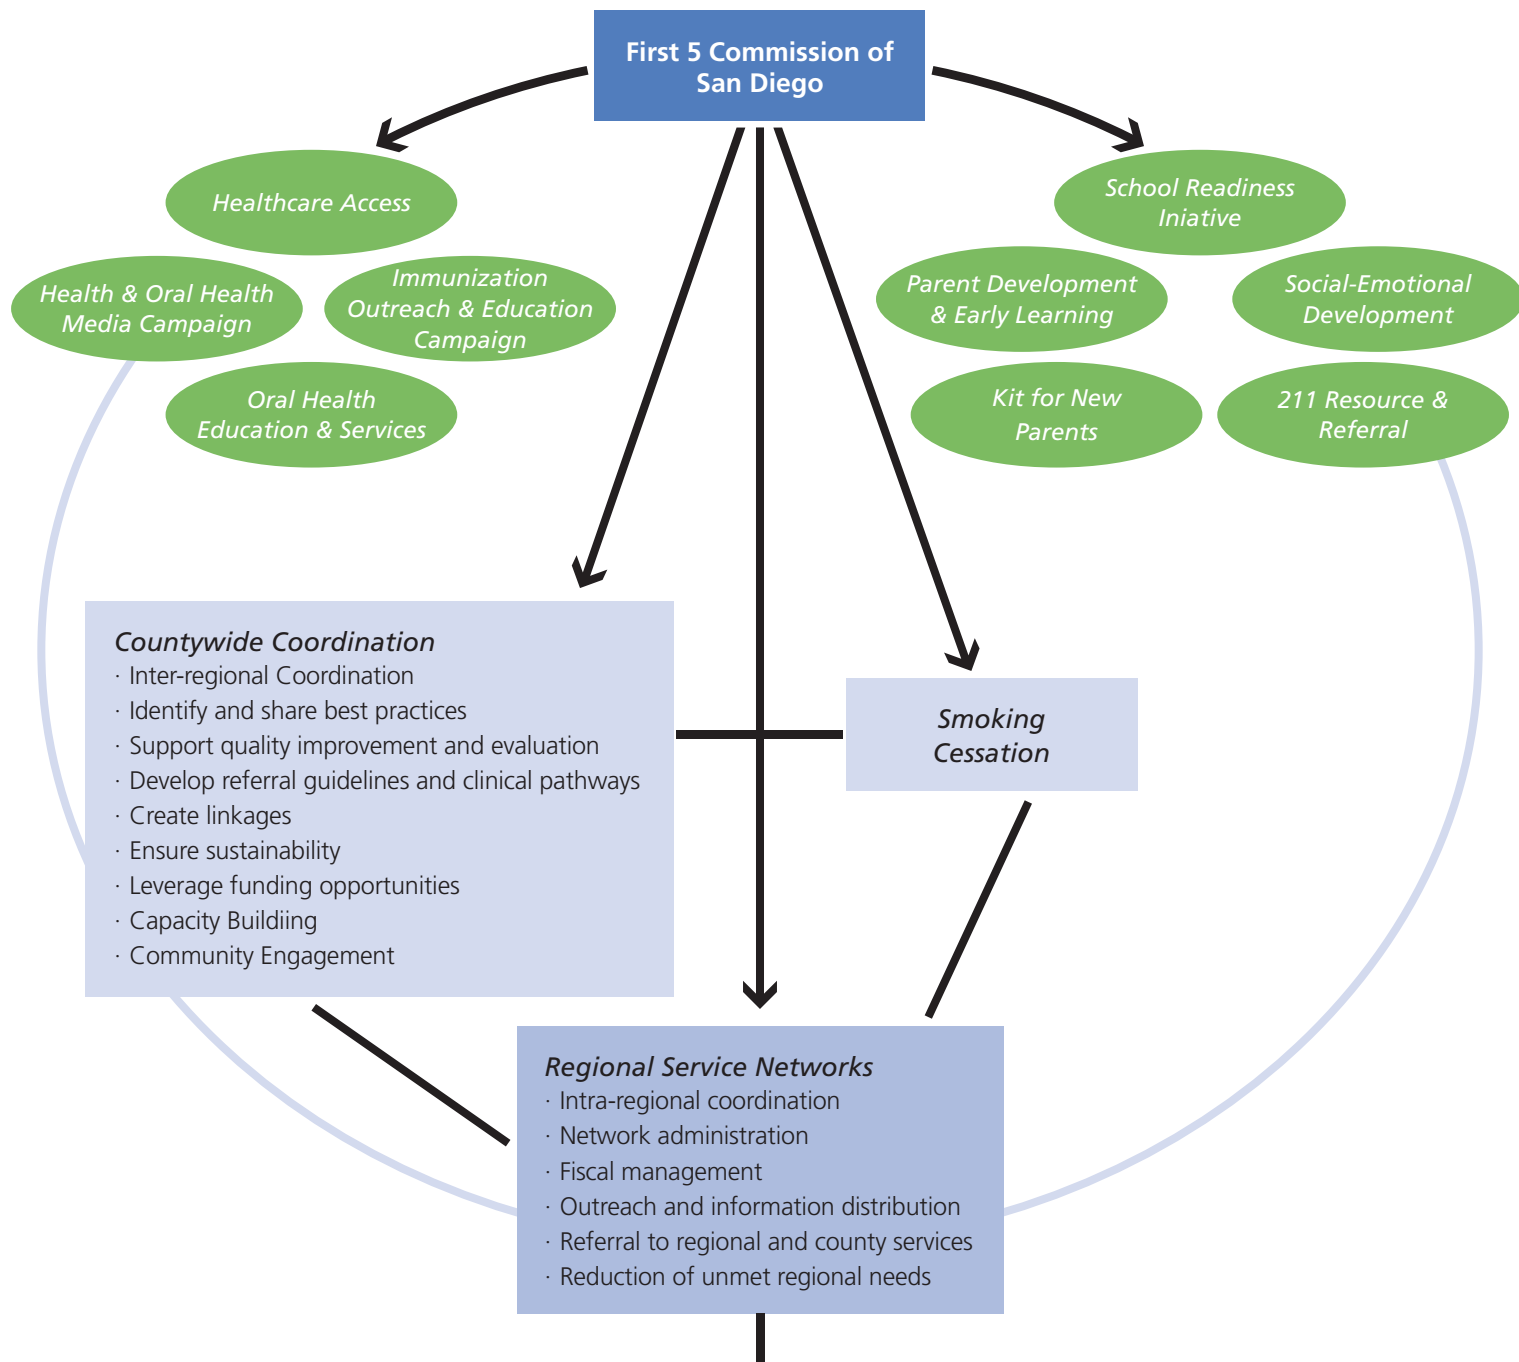 First 5 Commission of
San Diego
Healthcare Access
Health & Oral Health
Media Campaign
Immunization
Outreach & Education
Campaign
Oral Health
Education & Services
School Readiness
Iniative
Parent Development
& Early Learning
Social-Emotional
Development
Kit for New
Parents
211 Resource &
Referral
Countywide Coordination
· Inter-regional Coordination
· Identify and share best practices
· Support quality improvement and evaluation
· Develop referral guidelines and clinical pathways
· Create linkages
· Ensure sustainability
· Leverage funding opportunities
· Capacity Buildiing
· Community Engagement
Smoking
Cessation
Regional Service Networks
· Intra-regional coordination
· Network administration
· Fiscal management
· Outreach and information distribution
· Referral to regional and county services
· Reduction of unmet regional needs